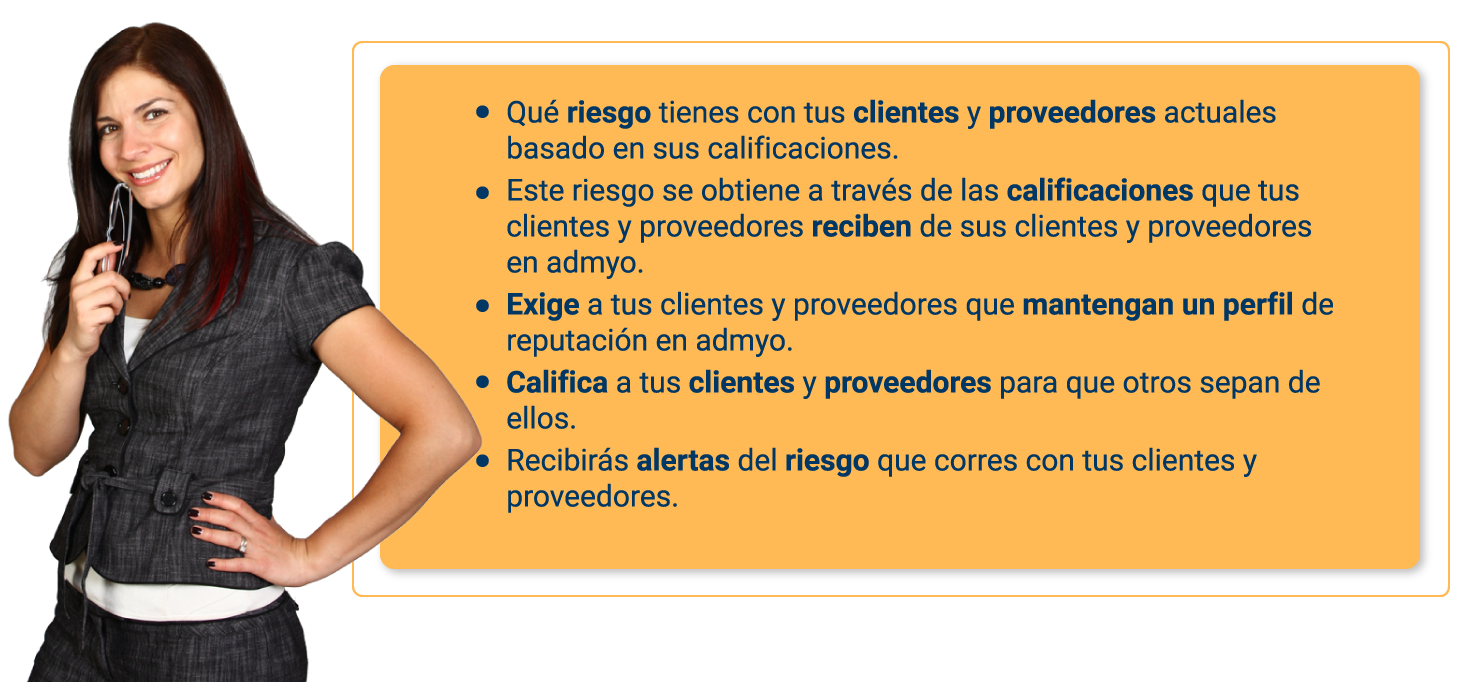 Qué riesgo tienes con tus clientes y proveedores actuales
basado en sus calificaciones.
Este riesgo se obtiene a través de las calificaciones que tus
clientes y proveedores reciben de sus clientes y proveedores
en admyo.
Exige a tus clientes y proveedores que mantengan un perfil de
reputación en admyo.
Califica a tus clientes y proveedores para que otros sepan de
ellos.
Recibirás alertas del riesgo que corres con tus clientes y
proveedores.